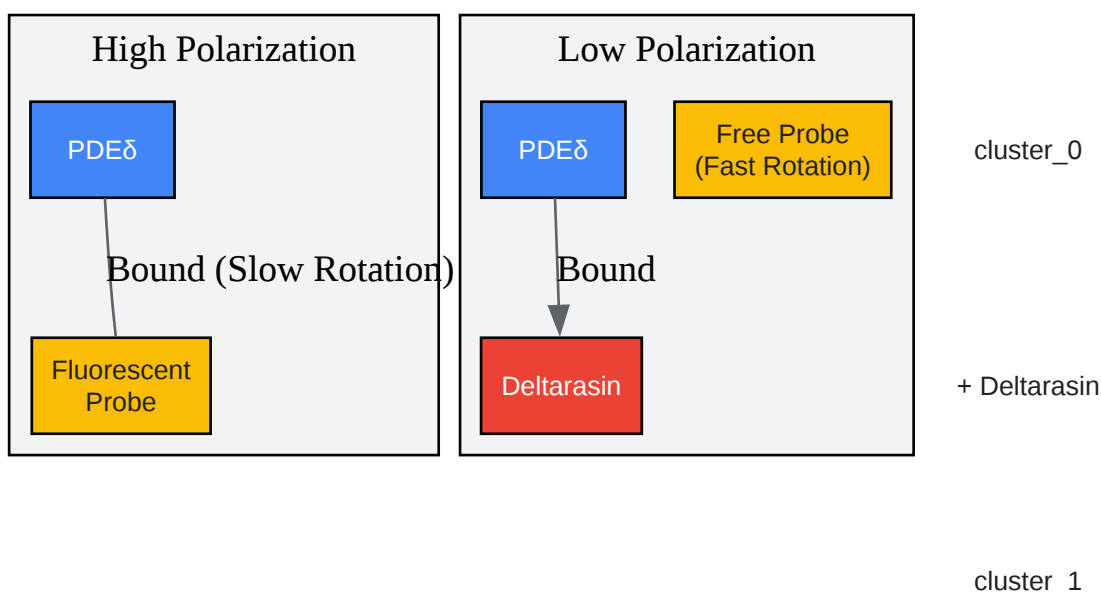 High Polarization
PDEδ
Bound (Slow Rotation)
Fluorescent
Probe
Low Polarization
PDEδ
Free Probe
(Fast Rotation)
Bound
Deltarasin
cluster_0
+ Deltarasin
cluster_1